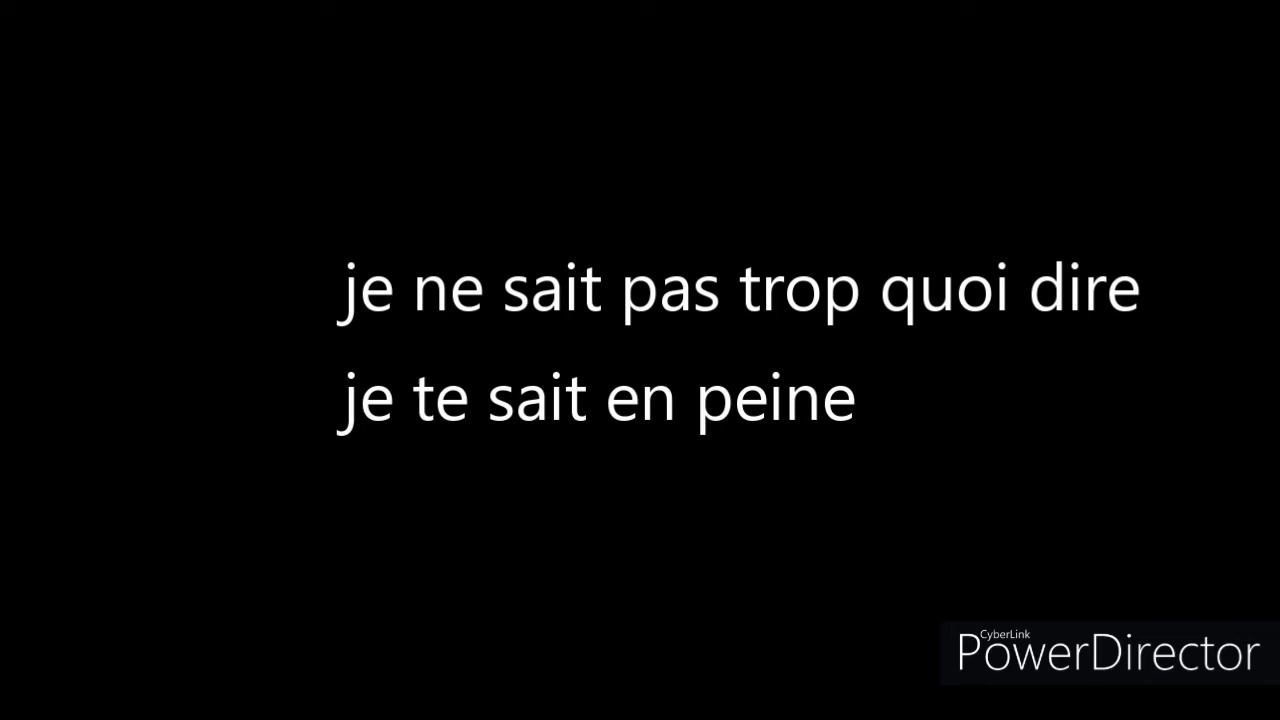 je ne sait pas trop quoi dire
je te sait en peine
CyberLink
PowerDirector